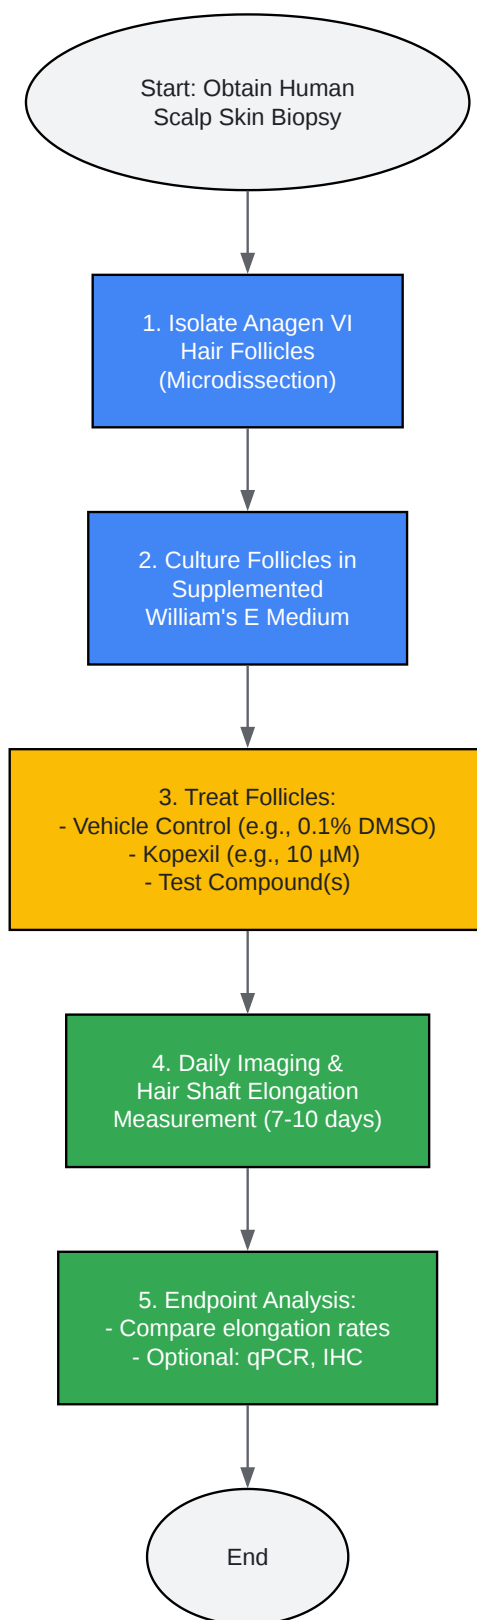 Start: Obtain Human
Scalp Skin Biopsy
1. Isolate Anagen VI
Hair Follicles
(Microdissection)
2. Culture Follicles in
Supplemented
William's E Medium
3. Treat Follicles:
- Vehicle Control (e.g., 0.1% DMSO)
- Kopexil (e.g., 10 µM)
- Test Compound(s)
4. Daily Imaging &
Hair Shaft Elongation
Measurement (7-10 days)
5. Endpoint Analysis:
- Compare elongation rates
- Optional: qPCR, IHC
End